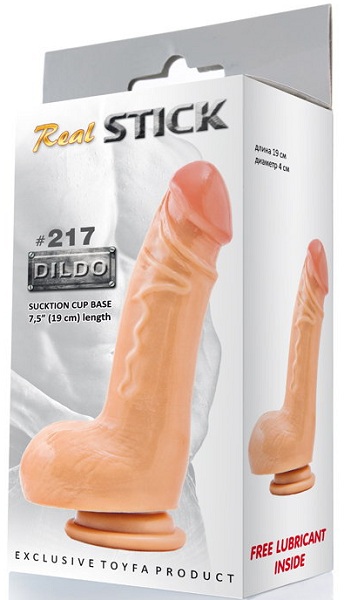 Real STICK
#217
DILDO
SUCKTION CUP BASE
7,5" (19 cm) length
EXCLUSIVE TOYFA PRODUCT
длина 19 см
диаметр 4 см
FREE LUBRICANT
INSIDE